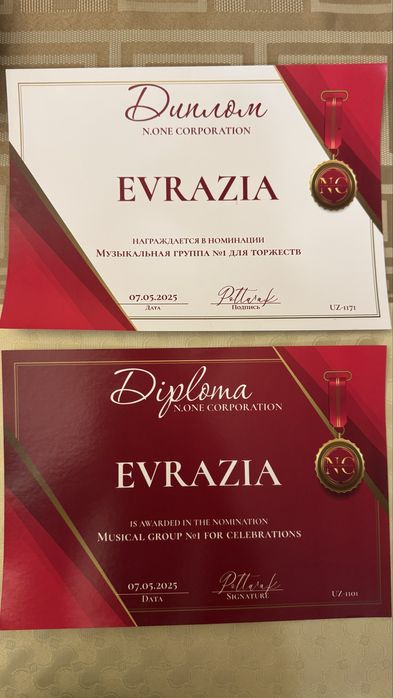 Диплом
N.ONE CORPORATION
EVRAZIA
NC
НАГРАЖДАЕТСЯ В НОМИНАЦИИ
Музыкальная группа №1 для торжеств
07.05.2025
Дата
Подпись
UZ-1171
Diploma
N.ONE CORPORATION
EVRAZIA
NC
IS AWARDED IN THE NOMINATION
Musical group №1 for celebrations
07.05.2025
Data
Signature
UZ-1101